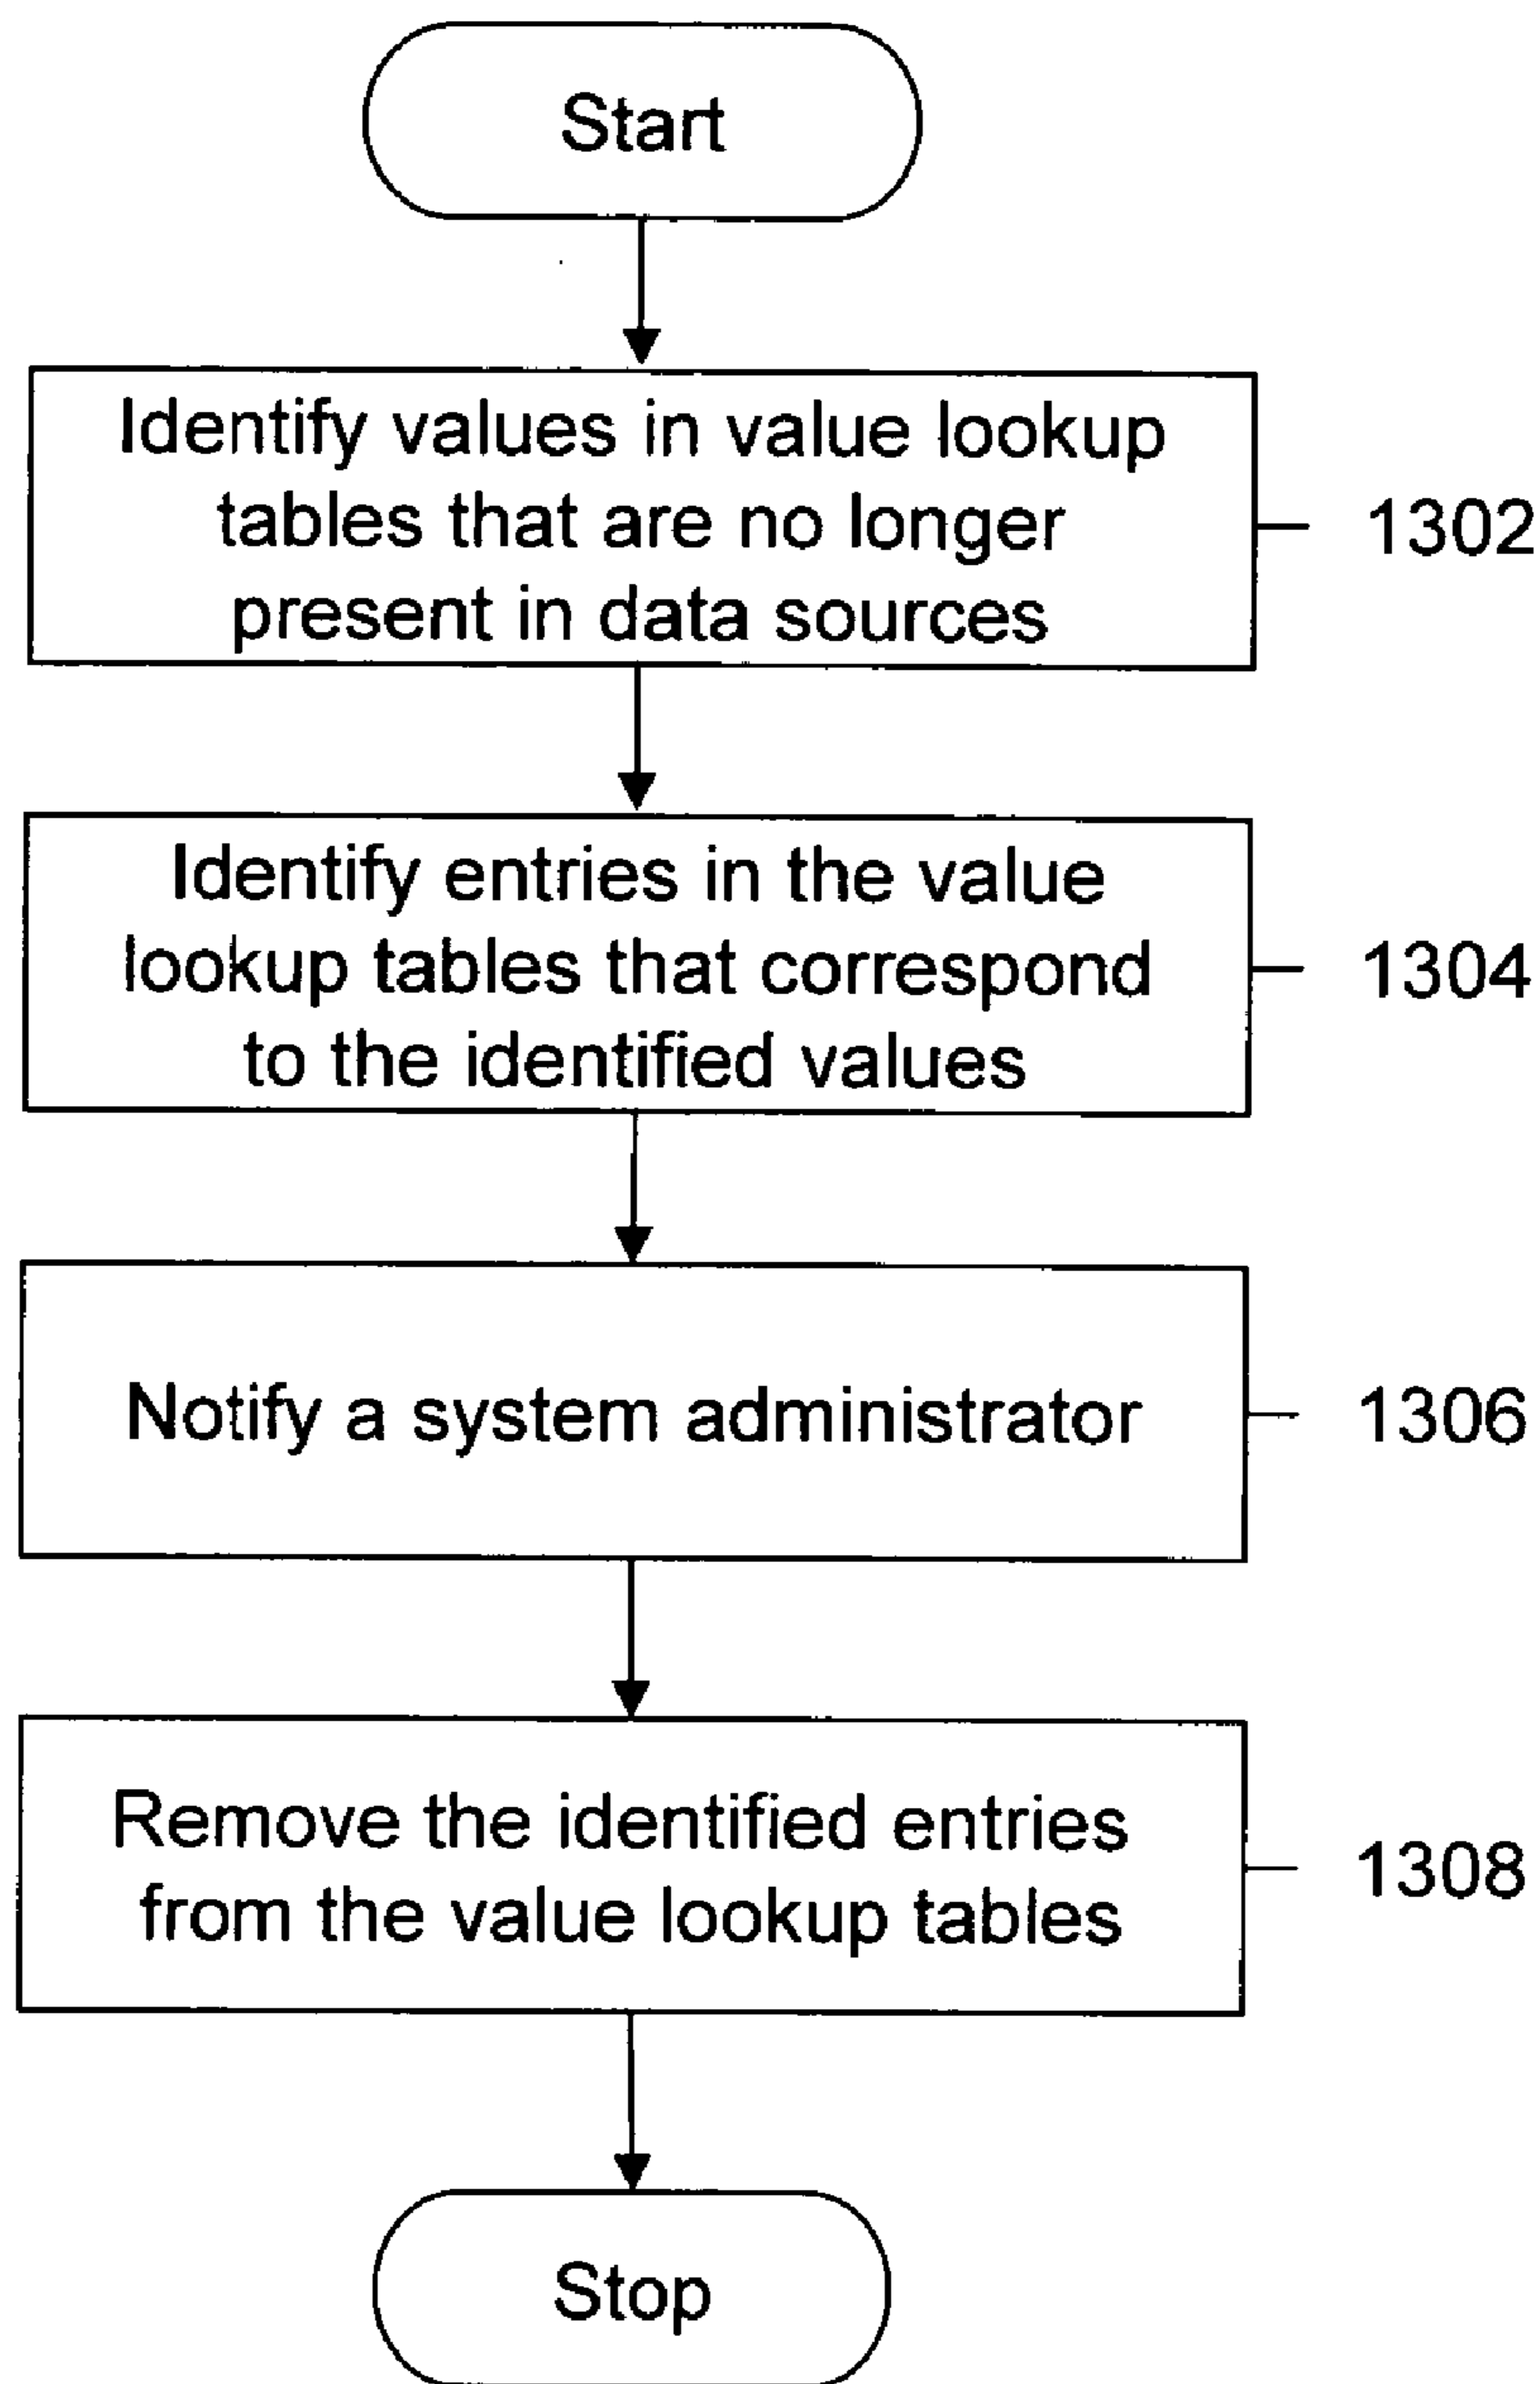 Start
Identify values in value lookup
tables that are no longer
present in data sources
1302
Identify entries in the value
lookup tables that correspond
to the identified values
1304
Notify a system administrator
1306
Remove the identified entries
from the value lookup tables
1308
Stop